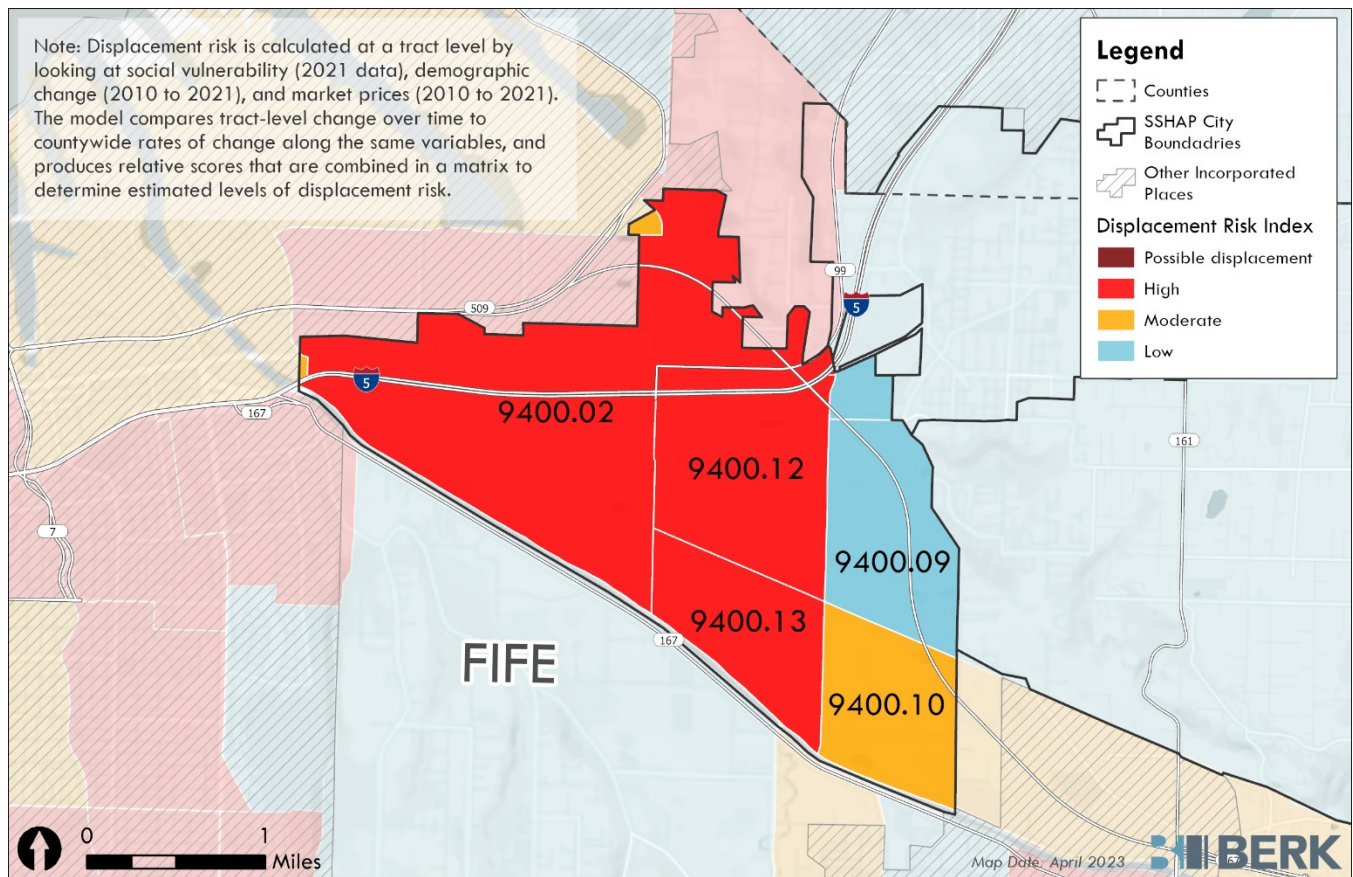 Note: Displacement risk is calculated at a tract level by
looking at social vulnerability (2021 data), demographic
change (2010 to 2021), and market prices (2010 to 2021).
The model compares tract-level change over time to
countywide rates of change along the same variables, and
produces relative scores that are combined in a matrix to
determine estimated levels of displacement risk.
Legend
Counties
SSHAP City
Boundadries
Other Incorporated
Places
Displacement Risk Index
Possible displacement
High
Moderate
Low
99
5
509
5
167
9400.02
9400.12
161
7
9400.09
9400.13
167
FIFE
9400.10
0 1
Miles
Map Date: April 2023
167
BERK